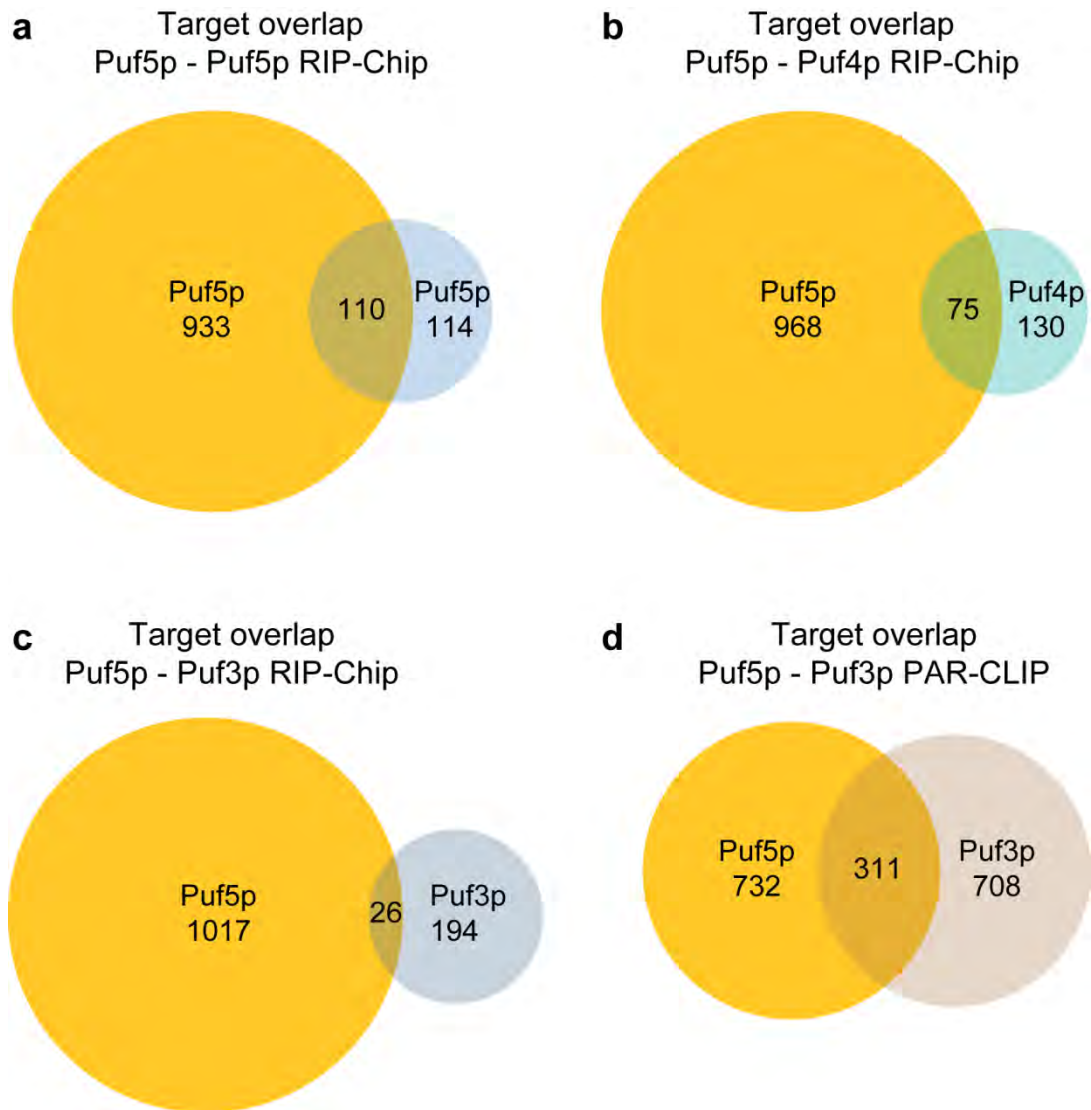 a
Target overlap
Puf5p - Puf5p RIP-Chip
Puf5p
933
110
Puf5p
114
b
Target overlap
Puf5p - Puf4p RIP-Chip
Puf5p
968
75
Puf4p
130
c
Target overlap
Puf5p - Puf3p RIP-Chip
Puf5p
1017
26
Puf3p
194
d
Target overlap
Puf5p - Puf3p PAR-CLIP
Puf5p
732
311
Puf3p
708